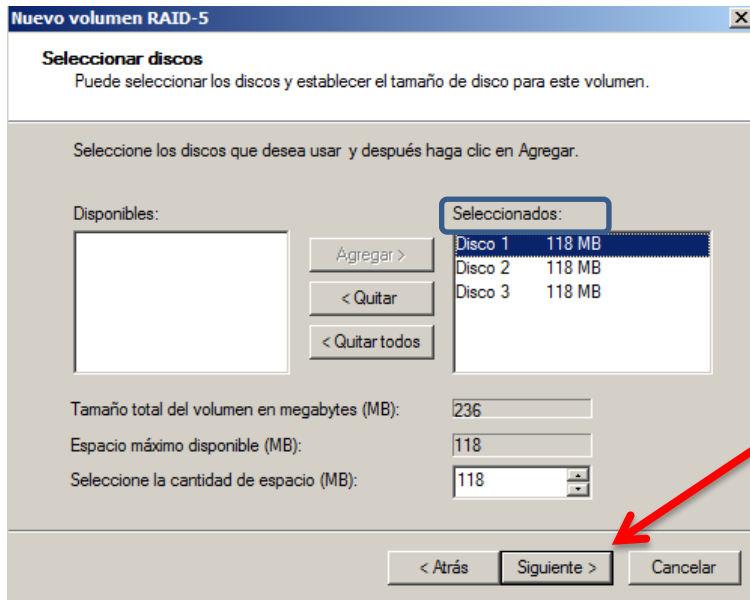 Nuevo volumen RAID-5
Seleccionar discos
Puede seleccionar los discos y establecer el tamaño de disco para este volumen.
Seleccione los discos que desea usar y después haga clic en Agregar.
Disponibles:
Seleccionados:
Agregar >
< Quitar
< Quitar todos
Disco 1 118 MB
Disco 2 118 MB
Disco 3 118 MB
Tamaño total del volumen en megabytes (MB): 236
Espacio máximo disponible (MB): 118
Seleccione la cantidad de espacio (MB): 118
< Atrás Siguiente > Cancelar